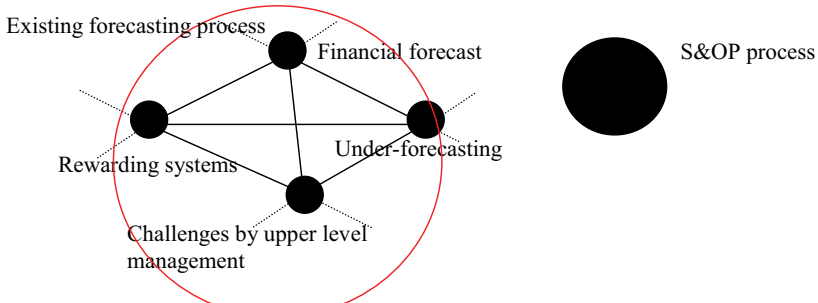 Existing forecasting process
Financial forecast
S&OP process
Rewarding systems
Under-forecasting
Challenges by upper level
management